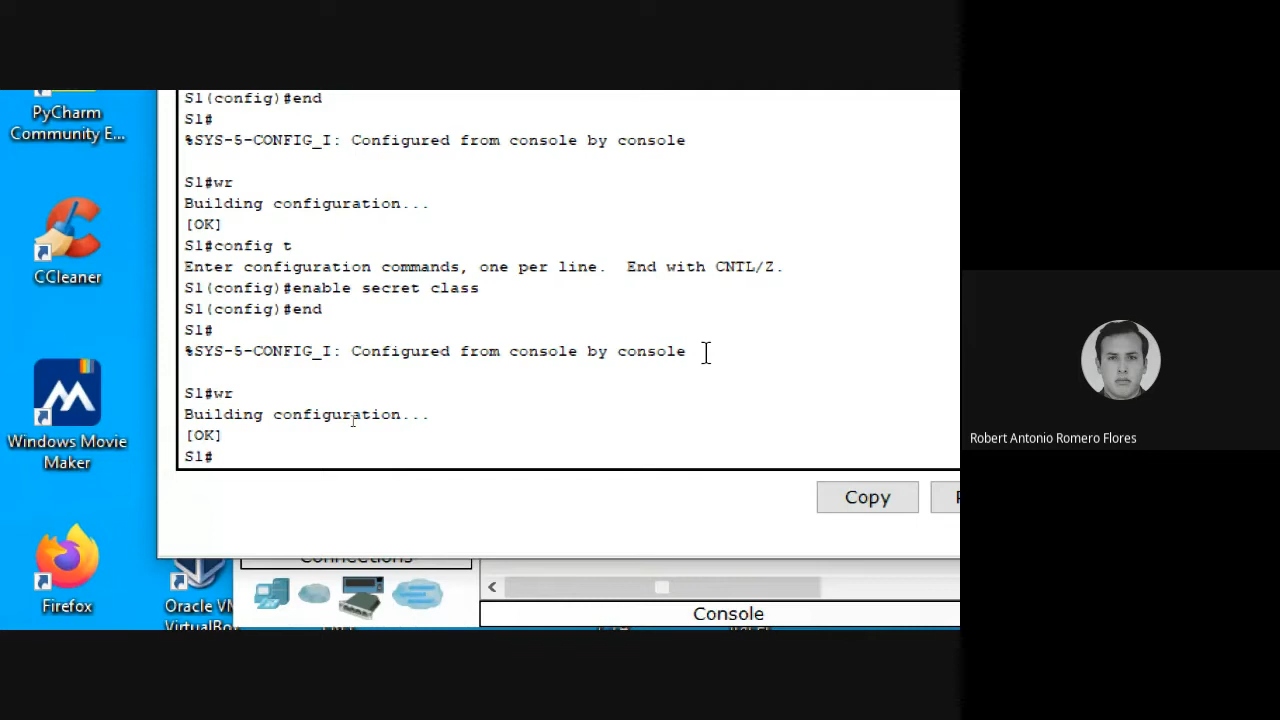 PyCharm
Community E...
CCleaner
Windows Movie
Maker
Firefox
Oracle VM
VirtualBox
S1(config)#end
S1#
%SYS-5-CONFIG_I: Configured from console by console
S1#wr
Building configuration...
[OK]
S1#config t
Enter configuration commands, one per line.  End with CNTL/Z.
S1(config)#enable secret class
S1(config)#end
S1#
%SYS-5-CONFIG_I: Configured from console by console
S1#wr
Building configuration...
[OK]
S1#
Copy
Connections
Console
Robert Antonio Romero Flores